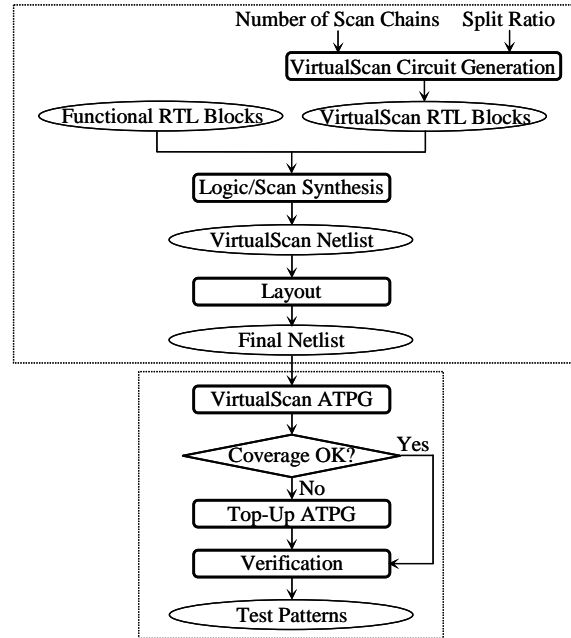 Number of Scan Chains Split Ratio
VirtualScan Circuit Generation
Functional RTL Blocks VirtualScan RTL Blocks
Logic/Scan Synthesis
VirtualScan Netlist
Layout
Final Netlist
VirtualScan ATPG
Yes
Coverage OK?
No
Top-Up ATPG
Verification
Test Patterns